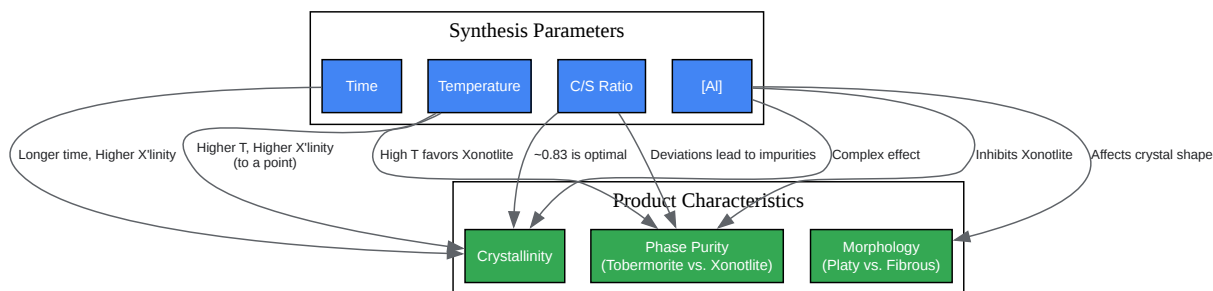 Synthesis Parameters
Time
Temperature
C/S Ratio
[Al]
Longer time, Higher X'linity
Higher T, Higher X'linity
(to a point)
High T favors Xonotlite
~0.83 is optimal
Deviations lead to impurities
Complex effect
Inhibits Xonotlite
Affects crystal shape
Product Characteristics
Crystallinity
Phase Purity
(Tobermorite vs. Xonotlite)
Morphology
(Platy vs. Fibrous)